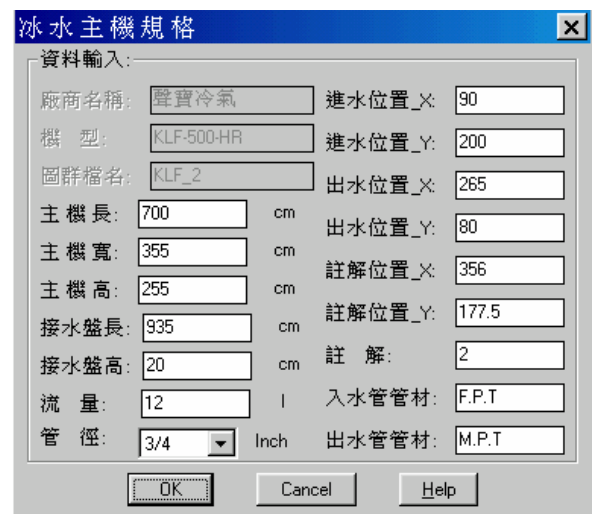 冰水主機規格
資料輸入:
廠商名稱: 聲寶冷氣
機 型: KLF-500-HR
圖群檔名: KLF_2
主機長: 700 cm
主機寬: 355 cm
主機高: 255 cm
接水盤長: 935 cm
接水盤高: 20 cm
流 量: 12 l
管 徑: 3/4 Inch
進水位置_X: 90
進水位置_Y: 200
出水位置_X: 265
出水位置_Y: 80
註解位置_X: 356
註解位置_Y: 177.5
註 解: 2
入水管管材: F.P.T
出水管管材: M.P.T
OK Cancel Help